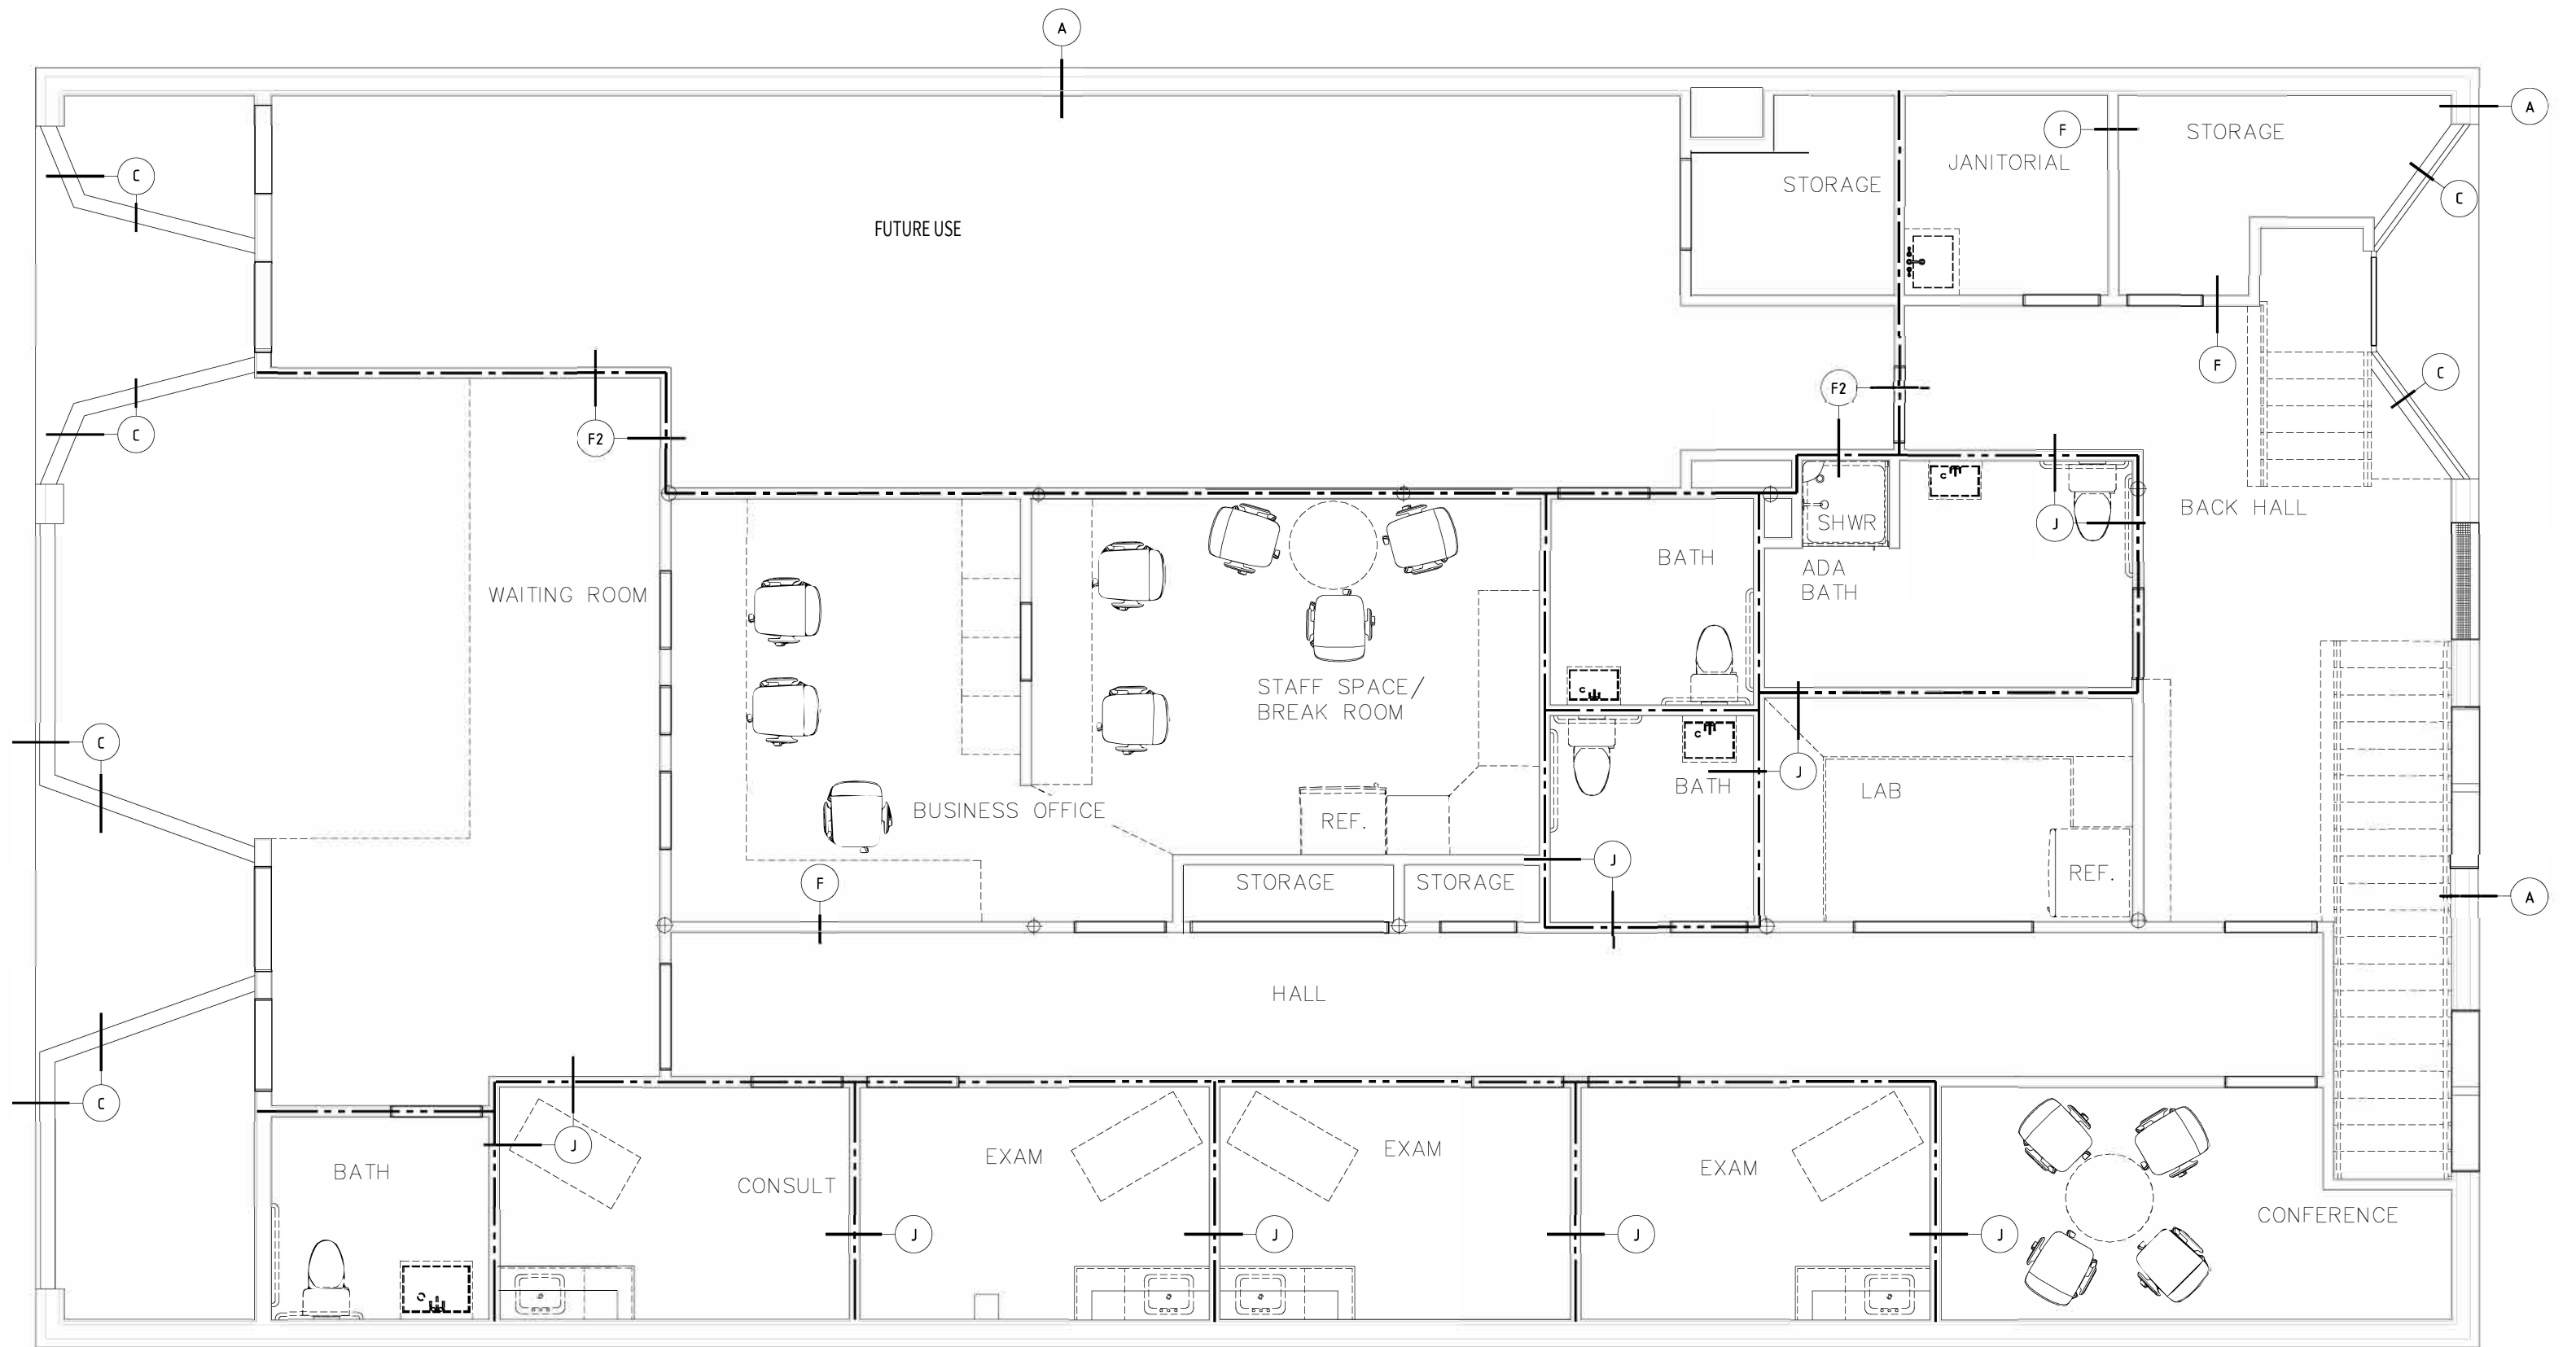 A
A
F
STORAGE
JANITORIAL
C
STORAGE
C
FUTURE USE
F
C
F2
C
F2
BACK HALL
SHWR
J
BATH
ADA
BATH
WAITING ROOM
STAFF SPACE/
BREAK ROOM
C
J
BATH
LAB
BUSINESS OFFICE
REF.
J
REF.
F
STORAGE
STORAGE
A
HALL
C
J
BATH
CONSULT
EXAM
EXAM
EXAM
CONFERENCE
J
J
J
J